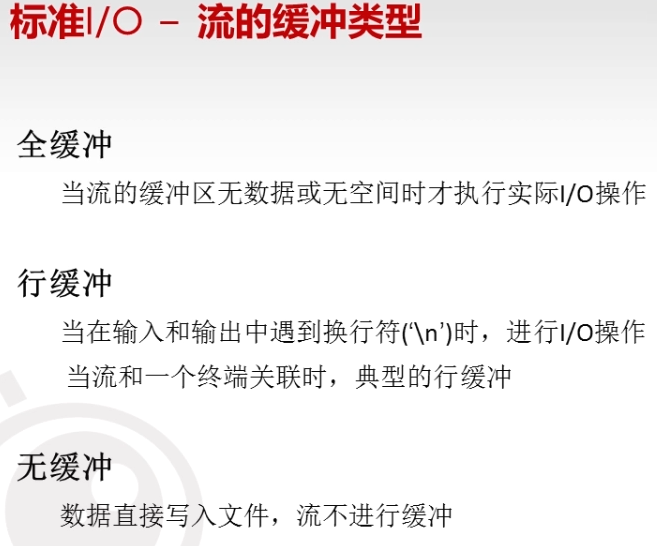 标准I/O – 流的缓冲类型
全缓冲
当流的缓冲区无数据或无空间时才执行实际I/O操作
行缓冲
当在输入和输出中遇到换行符(‘\n’)时，进行I/O操作
当流和一个终端关联时，典型的行缓冲
无缓冲
数据直接写入文件，流不进行缓冲